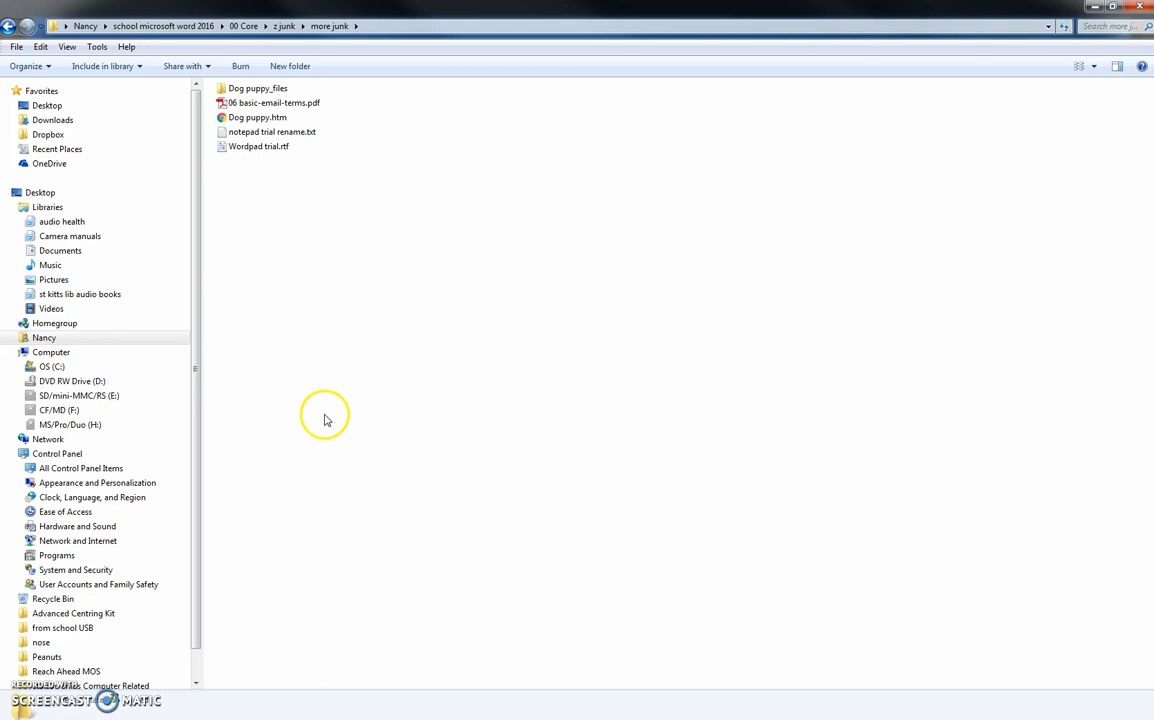 Nancy school microsoft word 2016 00 Core z junk more junk
Search more j...
File Edit View Tools Help
Organize Include in library Share with Burn New folder
Favorites
Desktop
Downloads
Dropbox
Recent Places
OneDrive
Desktop
Libraries
audio health
Camera manuals
Documents
Music
Pictures
st kitts lib audio books
Videos
Homegroup
Nancy
Computer
OS (C:)
DVD RW Drive (D:)
SD/mini-MMC/RS (E:)
CF/MD (F:)
MS/Pro/Duo (H:)
Network
Control Panel
All Control Panel Items
Appearance and Personalization
Clock, Language, and Region
Ease of Access
Hardware and Sound
Network and Internet
Programs
System and Security
User Accounts and Family Safety
Recycle Bin
Advanced Centring Kit
from school USB
nose
Peanuts
Reach Ahead MOS
Computer Related
Dog puppy_files
06 basic-email-terms.pdf
Dog puppy.htm
notepad trial rename.txt
Wordpad trial.rtf
RECORDED WITH
SCREENCAST MATIC